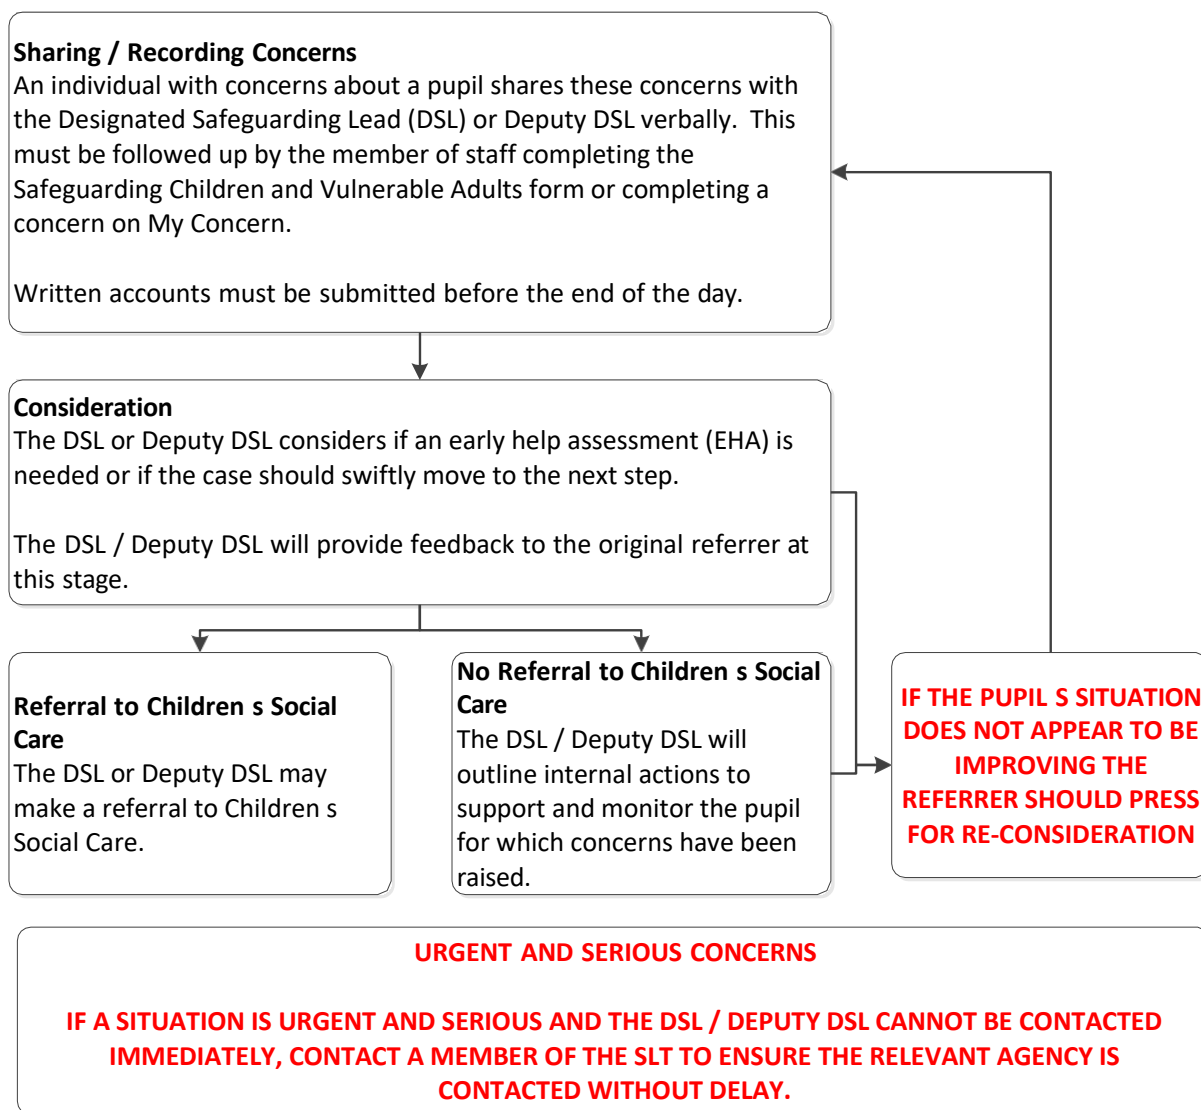 Sharing / Recording Concerns
An individual with concerns about a pupil shares these concerns with
the Designated Safeguarding Lead (DSL) or Deputy DSL verbally.  This
must be followed up by the member of staff completing the
Safeguarding Children and Vulnerable Adults form or completing a
concern on My Concern.
Written accounts must be submitted before the end of the day.
Consideration
The DSL or Deputy DSL considers if an early help assessment (EHA) is
needed or if the case should swiftly move to the next step.
The DSL / Deputy DSL will provide feedback to the original referrer at
this stage.
Referral to Children s Social
Care
The DSL or Deputy DSL may
make a referral to Children s
Social Care.
No Referral to Children s Social
Care
The DSL / Deputy DSL will
outline internal actions to
support and monitor the pupil
for which concerns have been
raised.
IF THE PUPIL S SITUATION
DOES NOT APPEAR TO BE
IMPROVING THE
REFERRER SHOULD PRESS
FOR RE-CONSIDERATION
URGENT AND SERIOUS CONCERNS
IF A SITUATION IS URGENT AND SERIOUS AND THE DSL / DEPUTY DSL CANNOT BE CONTACTED
IMMEDIATELY, CONTACT A MEMBER OF THE SLT TO ENSURE THE RELEVANT AGENCY IS
CONTACTED WITHOUT DELAY.